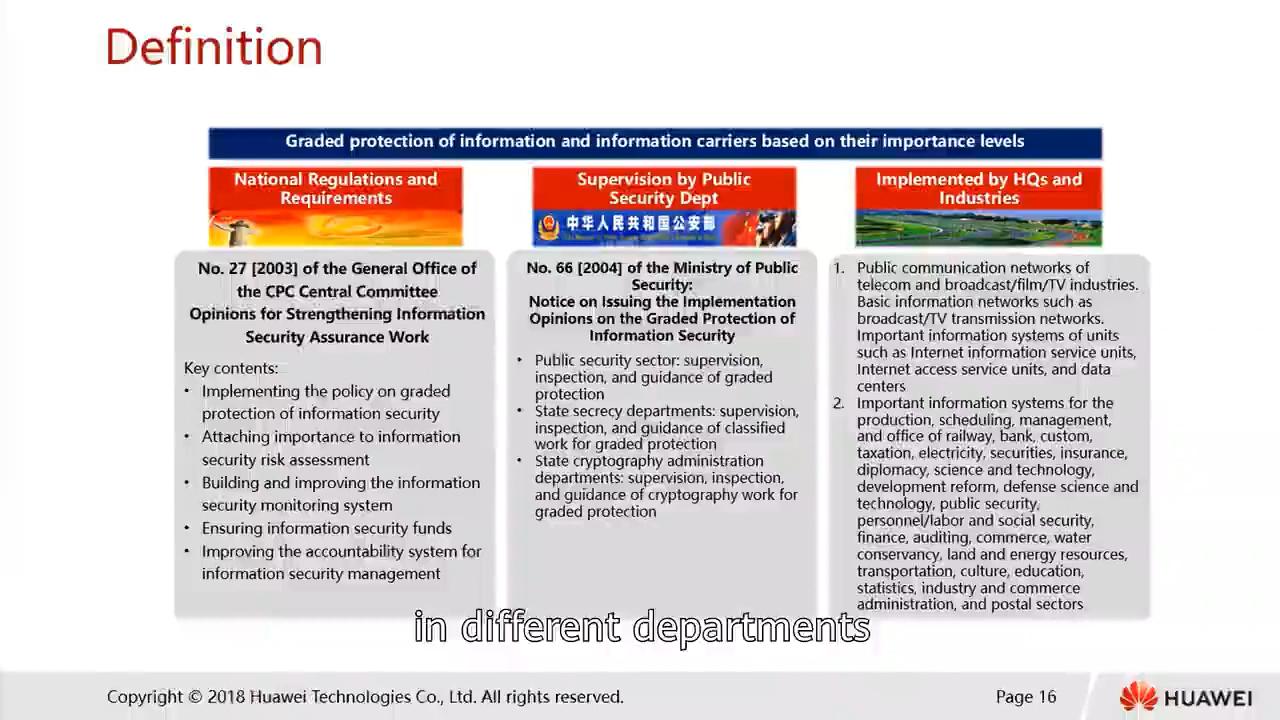 Definition
Graded protection of information and information carriers based on their importance levels
National Regulations and
Requirements
No. 27 [2003] of the General Office of
the CPC Central Committee
Opinions for Strengthening Information
Security Assurance Work
Key contents:
• Implementing the policy on graded
protection of information security
• Attaching importance to information
security risk assessment
• Building and improving the information
security monitoring system
• Ensuring information security funds
• Improving the accountability system for
information security management
Supervision by Public
Security Dept
中华人民共和国公安部
No. 66 [2004] of the Ministry of Public
Security:
Notice on Issuing the Implementation
Opinions on the Graded Protection of
Information Security
• Public security sector: supervision,
inspection, and guidance of graded
protection
• State secrecy departments: supervision,
inspection, and guidance of classified
work for graded protection
• State cryptography administration
departments: supervision, inspection,
and guidance of cryptography work for
graded protection
Implemented by HQs and
Industries
1. Public communication networks of
telecom and broadcast/film/TV industries.
Basic information networks such as
broadcast/TV transmission networks.
Important information systems of units
such as Internet information service units,
Internet access service units, and data
centers
2. Important information systems for the
production, scheduling, management,
and office of railway, bank, custom,
taxation, electricity, securities, insurance,
diplomacy, science and technology,
development reform, defense science and
technology, public security,
personnel/labor and social security,
finance, auditing, commerce, water
conservancy, land and energy resources,
transportation, culture, education,
statistics, industry and commerce
administration, and postal sectors
in different departments
Copyright © 2018 Huawei Technologies Co., Ltd. All rights reserved.
Page 16
HUAWEI